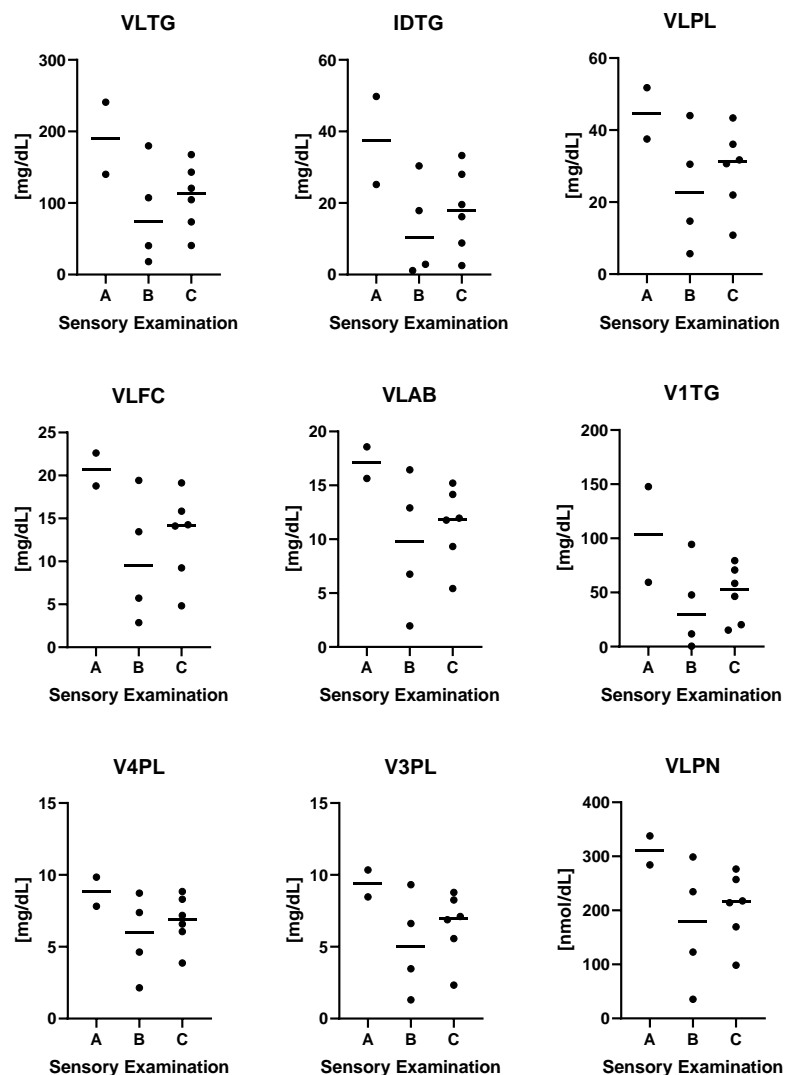 VLTG
300
200
100
0
[mg/dL]
A B C
Sensory Examination
IDTG
60
40
20
0
[mg/dL]
A B C
Sensory Examination
VLPL
60
40
20
0
[mg/dL]
A B C
Sensory Examination
VLFC
25
20
15
10
5
0
[mg/dL]
A B C
Sensory Examination
VLAB
20
15
10
5
0
[mg/dL]
A B C
Sensory Examination
V1TG
200
150
100
50
0
[mg/dL]
A B C
Sensory Examination
V4PL
15
10
5
0
[mg/dL]
A B C
Sensory Examination
V3PL
15
10
5
0
[mg/dL]
A B C
Sensory Examination
VLPN
400
300
200
100
0
[nmol/dL]
A B C
Sensory Examination